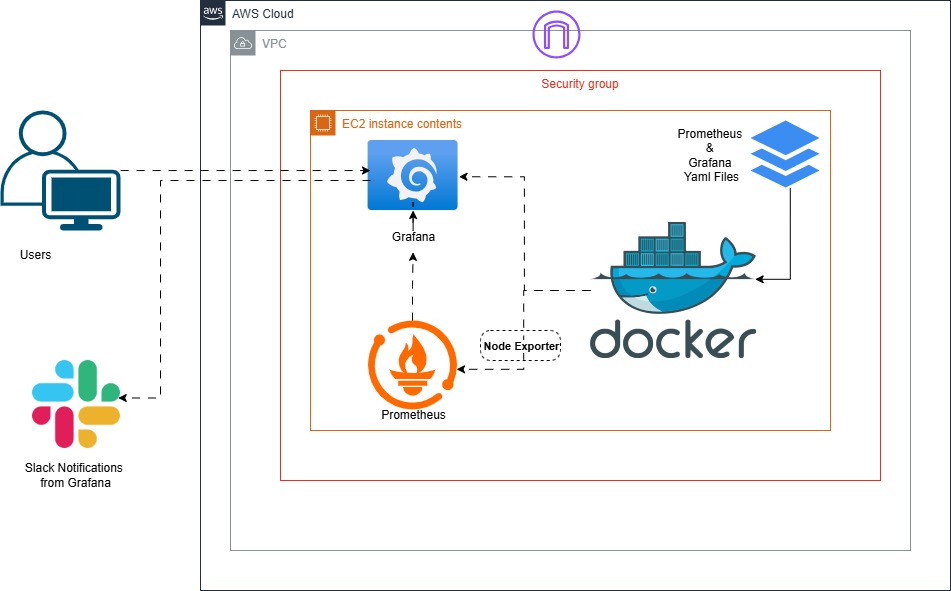 aws
AWS Cloud
VPC
Security group
EC2 instance contents
Prometheus
&
Grafana
Yaml Files
Users
Grafana
docker
Node Exporter
Prometheus
Slack Notifications
from Grafana